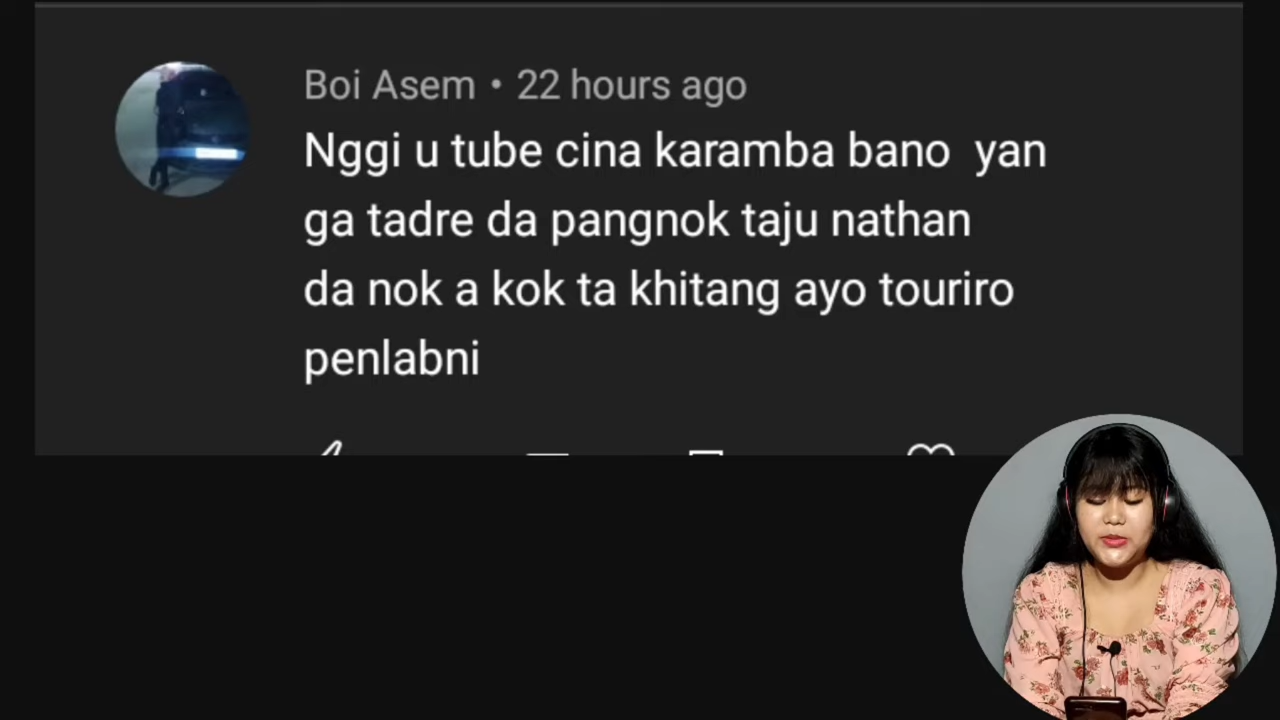 Boi Asem • 22 hours ago
Nggi u tube cina karamba bano yan
ga tadre da pangnok taju nathan
da nok a kok ta khitang ayo touriro
penlabni